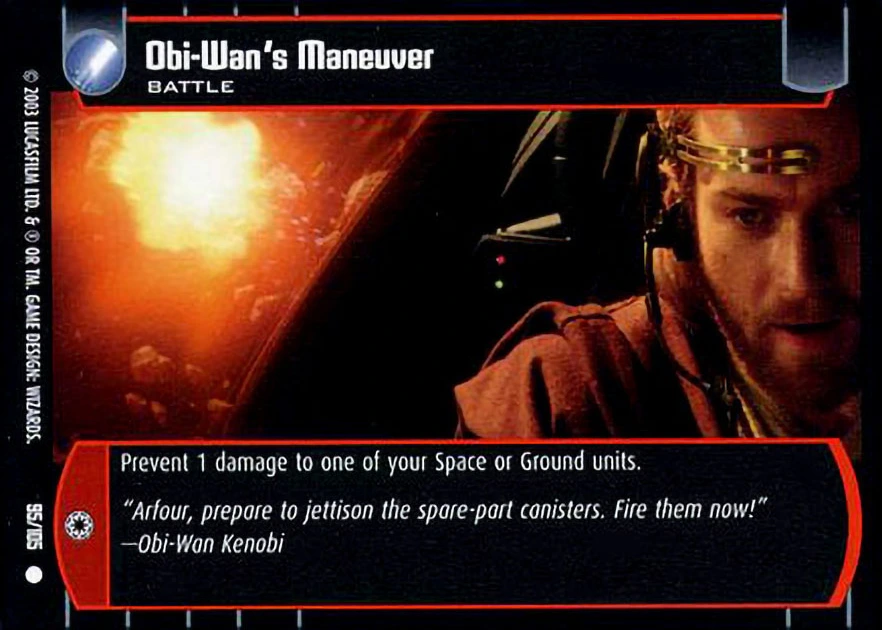 Obi-Wan's Maneuver
BATTLE
Prevent 1 damage to one of your Space or Ground units.
"Arfour, prepare to jettison the spare-part canisters. Fire them now!"
—Obi-Wan Kenobi
© 2003 LUCASFILM LTD. & ® OR TM. GAME DESIGN: WIZARDS.
95/105